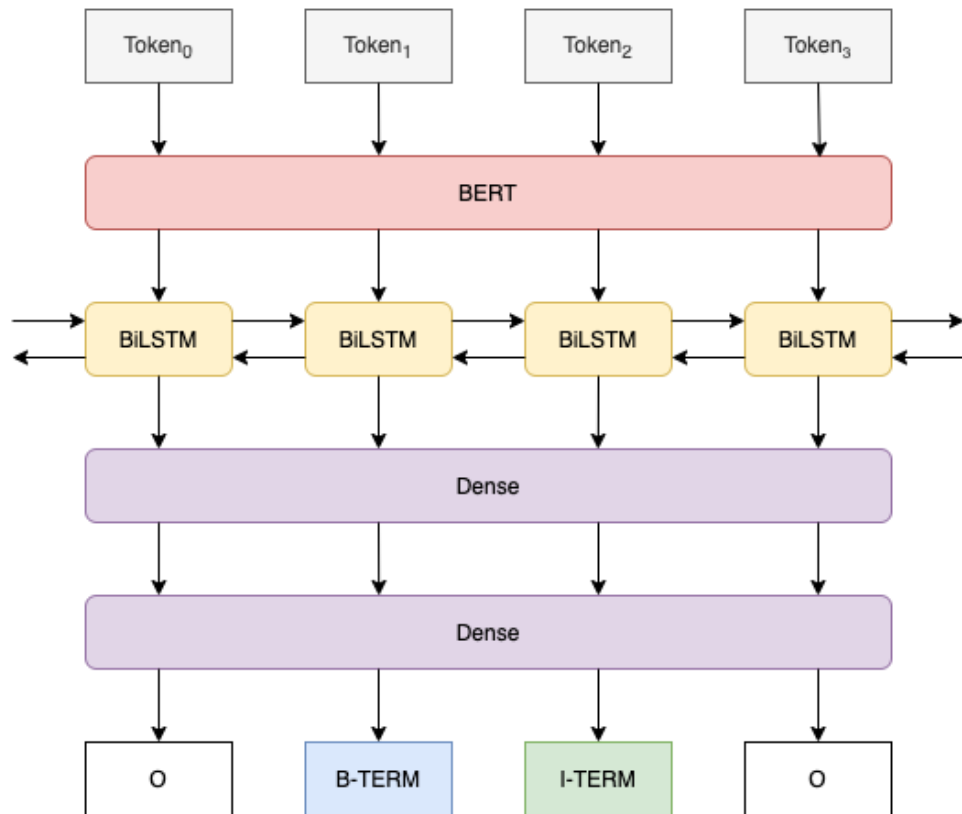 Token₀ Token₁ Token₂ Token₃
BERT
BiLSTM BiLSTM BiLSTM BiLSTM
Dense
Dense
O B-TERM I-TERM O